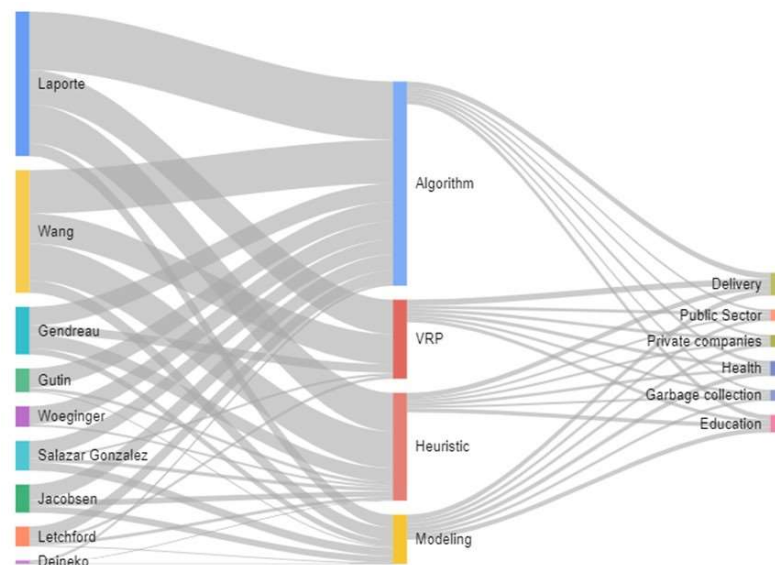 Laporte
Wang
Gendreau
Gutin
Woeginger
Salazar Gonzalez
Jacobsen
Letchford
Deineko
Algorithm
VRP
Heuristic
Modeling
Delivery
Public Sector
Private companies
Health
Garbage collection
Education